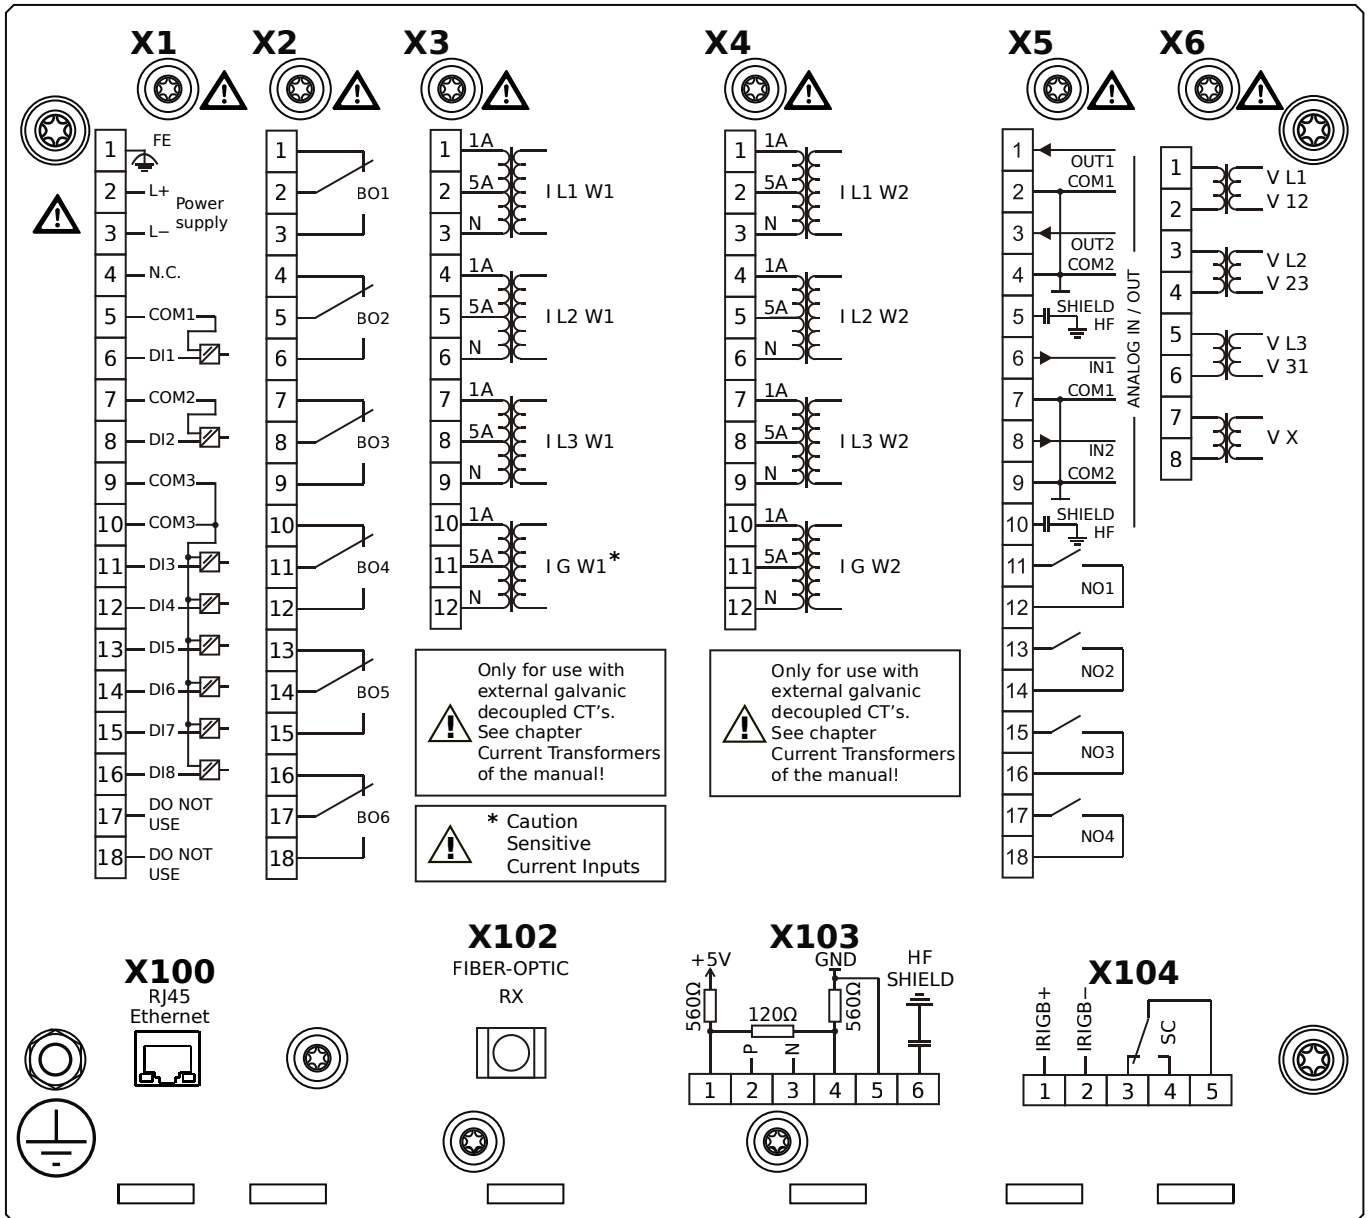 X1 X2 X3 X4 X5 X6
1 FE
2 L+ Power
supply
3 L−
4 N.C.
5 COM1
6 DI1
7 COM2
8 DI2
9 COM3
10 COM3
11 DI3
12 DI4
13 DI5
14 DI6
15 DI7
16 DI8
17 DO NOT
USE
18 DO NOT
USE
1
2 BO1
3
4
5 BO2
6
7
8 BO3
9
10
11 BO4
12
13
14 BO5
15
16
17 BO6
18
1 1A
2 5A I L1 W1
3 N
4 1A
5 5A I L2 W1
6 N
7 1A
8 5A I L3 W1
9 N
10 1A
11 5A I G W1*
12 N
Only for use with
external galvanic
decoupled CT's.
See chapter
Current Transformers
of the manual!
* Caution
Sensitive
Current Inputs
1 1A
2 5A I L1 W2
3 N
4 1A
5 5A I L2 W2
6 N
7 1A
8 5A I L3 W2
9 N
10 1A
11 5A I G W2
12 N
Only for use with
external galvanic
decoupled CT's.
See chapter
Current Transformers
of the manual!
1 OUT1
2 COM1
3 OUT2
4 COM2
5 SHIELD
HF
6 IN1
7 COM1
8 IN2
9 COM2
10 SHIELD
HF
ANALOG IN / OUT
11
NO1
12
13
NO2
14
15
NO3
16
17
NO4
18
1 V L1
2 V 12
3 V L2
4 V 23
5 V L3
6 V 31
7 V X
8
X100
RJ45
Ethernet
X102
FIBER-OPTIC
RX
X103
+5V GND HF
SHIELD
560Ω 120Ω 560Ω
P N
1 2 3 4 5 6
X104
IRIGB+ IRIGB− SC
1 2 3 4 5